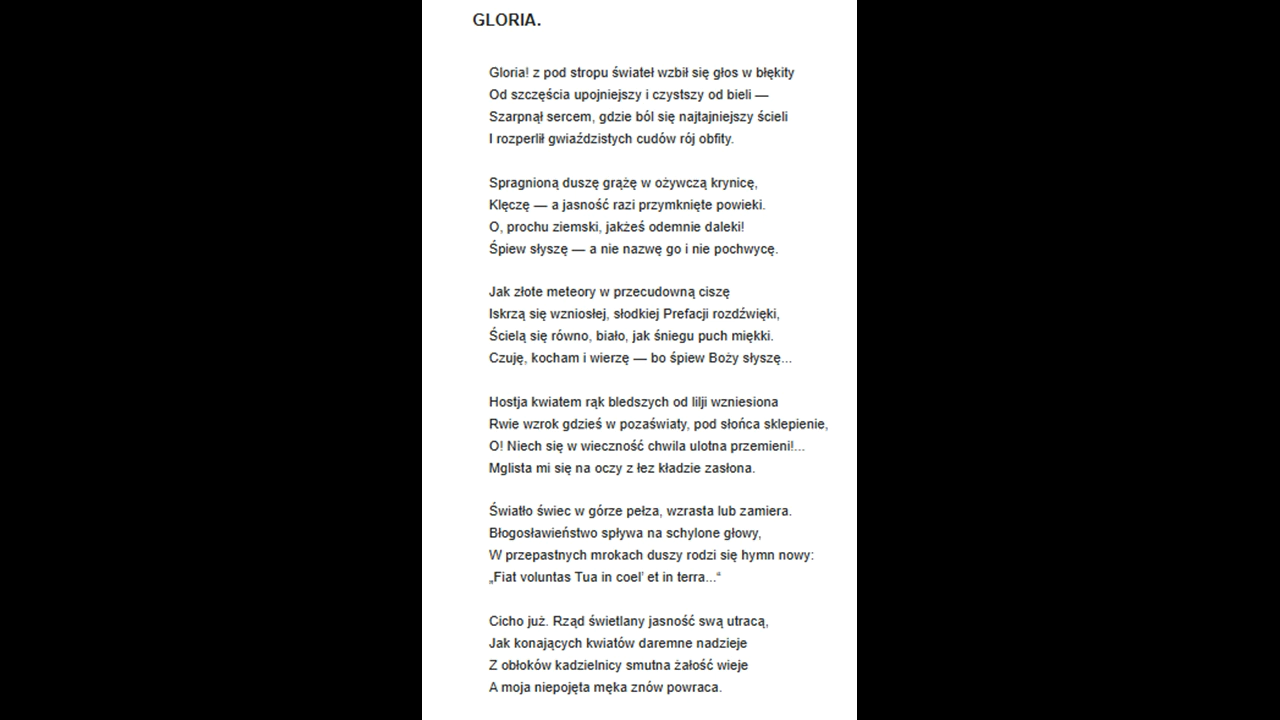 GLORIA.
Gloria! z pod stropu świateł wzbił się głos w błękity
Od szczęścia upojniejszy i czystszy od bieli —
Szarpnął sercem, gdzie ból się najtajniejszy ścieli
I rozperlił gwiaździstych cudów rój obfity.
Spragnioną duszę grążę w ożywczą krynicę,
Klęczę — a jasność razi przymknięte powieki.
O, prochu ziemski, jakżeś odemnie daleki!
Śpiew słyszę — a nie nazwę go i nie pochwycę.
Jak złote meteory w przecudowną ciszę
Iskrzą się wzniosłej, słodkiej Prefacji rozdźwięki,
Ścielą się równo, biało, jak śniegu puch miękki.
Czuję, kocham i wierzę — bo śpiew Boży słyszę...
Hostja kwiatem rąk bledszych od lilji wzniesiona
Rwie wzrok gdzieś w pozaświaty, pod słońca sklepienie,
O! Niech się w wieczność chwila ulotna przemieni!...
Mglista mi się na oczy z łez kładzie zasłona.
Światło świec w górze pełza, wzrasta lub zamiera.
Błogosławieństwo spływa na schylone głowy,
W przepastnych mrokach duszy rodzi się hymn nowy:
„Fiat voluntas Tua in coel' et in terra...“
Cicho już. Rząd świetlany jasność swą utracą,
Jak konających kwiatów daremne nadzieje
Z obłoków kadzielnicy smutna żałość wieje
A moja niepojęta męka znów powraca.